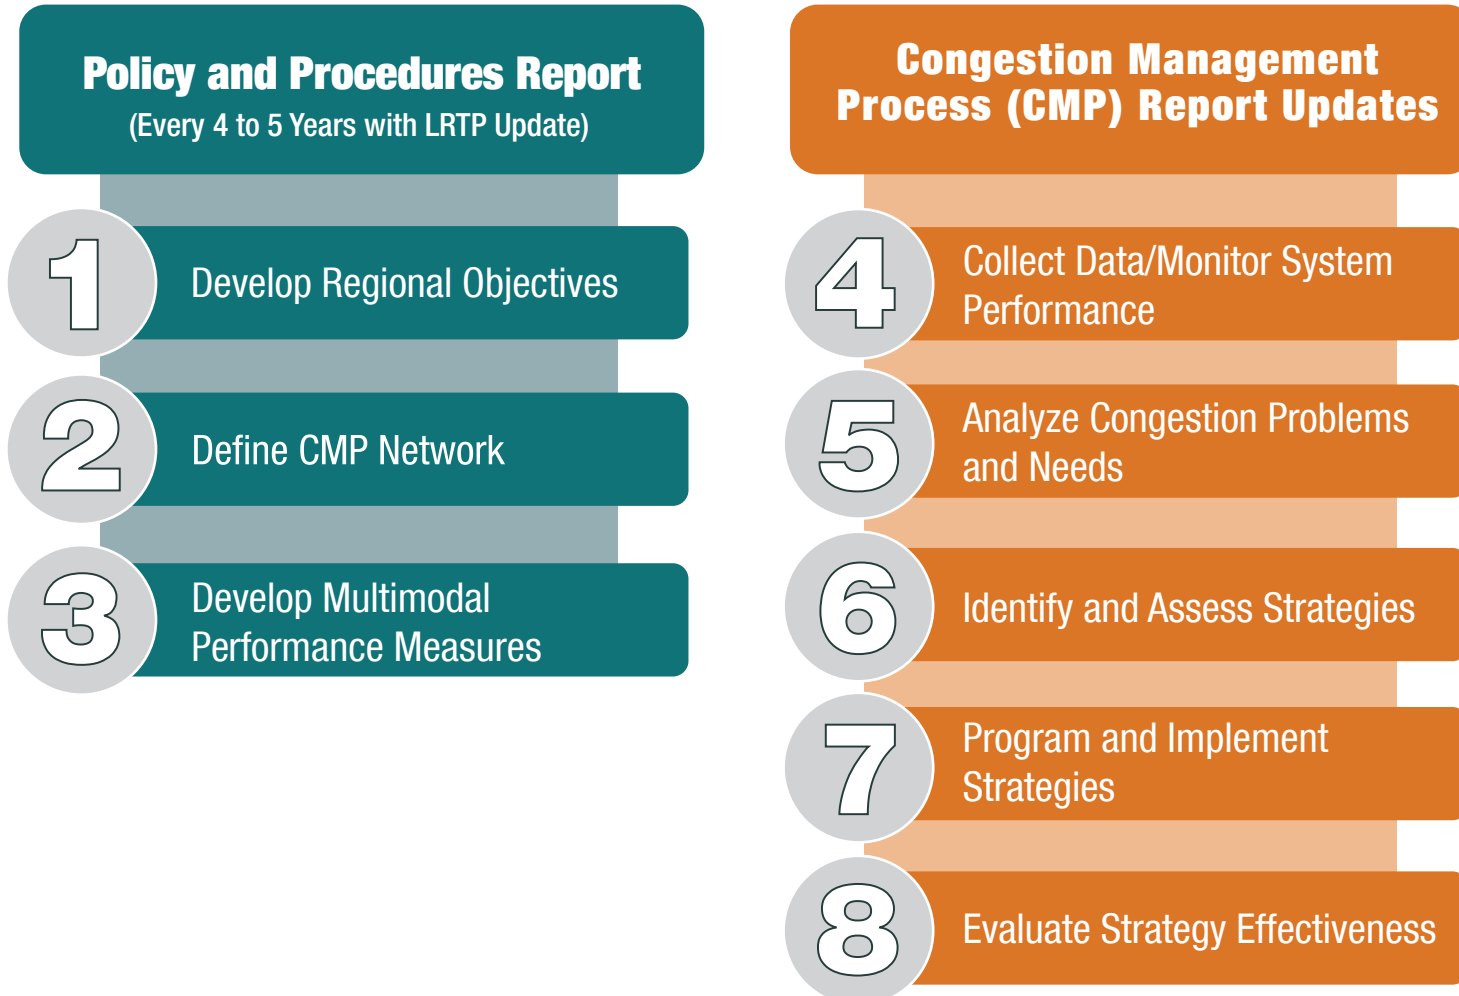 Policy and Procedures Report
(Every 4 to 5 Years with LRTP Update)
1
Develop Regional Objectives
2
Define CMP Network
3
Develop Multimodal
Performance Measures
Congestion Management
Process (CMP) Report Updates
4
Collect Data/Monitor System
Performance
5
Analyze Congestion Problems
and Needs
6
Identify and Assess Strategies
7
Program and Implement
Strategies
8
Evaluate Strategy Effectiveness